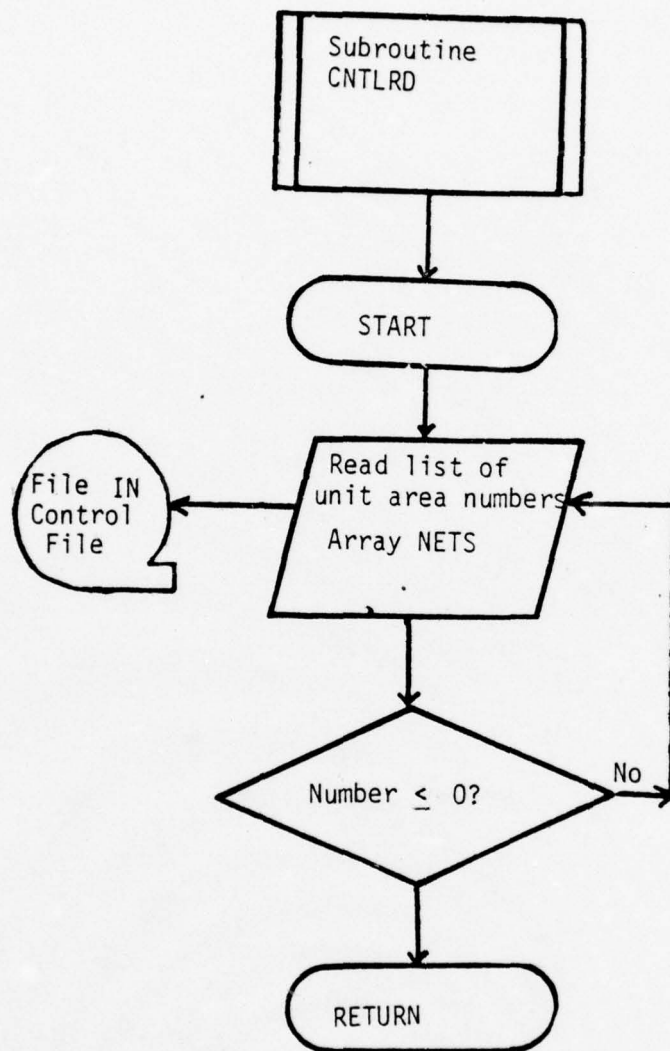 Subroutine
CNTLRD
START
Read list of
unit area numbers
Array NETS
File IN
Control
File
Number ≤ 0?
No
RETURN